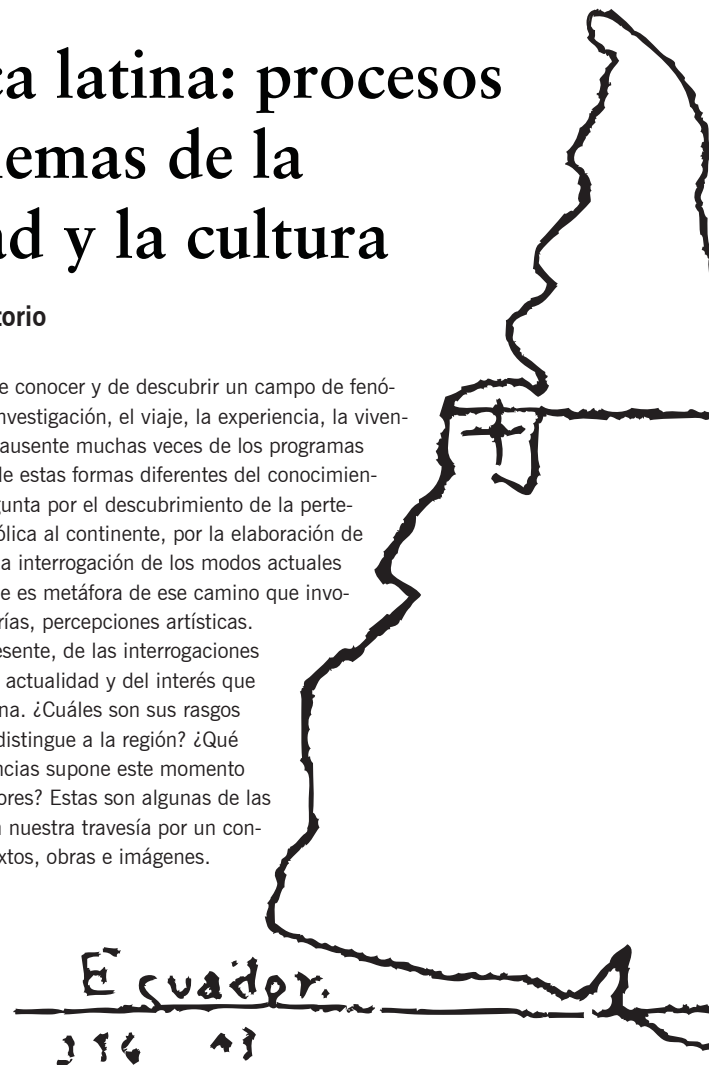 ca latina: procesos
lemas de la
ad y la cultura
torio
e conocer y de descubrir un campo de fenó-
nvestigación, el viaje, la experiencia, la viven-
ausente muchas veces de los programas
de estas formas diferentes del conocimien-
gunta por el descubrimiento de la perte-
ólica al continente, por la elaboración de
a interrogación de los modos actuales
e es metáfora de ese camino que invo-
rías, percepciones artísticas.
esente, de las interrogaciones
actualidad y del interés que
na. ¿Cuáles son sus rasgos
distingue a la región? ¿Qué
ncias supone este momento
ores? Estas son algunas de las
n nuestra travesía por un con-
xtos, obras e imágenes.
Ecuador.